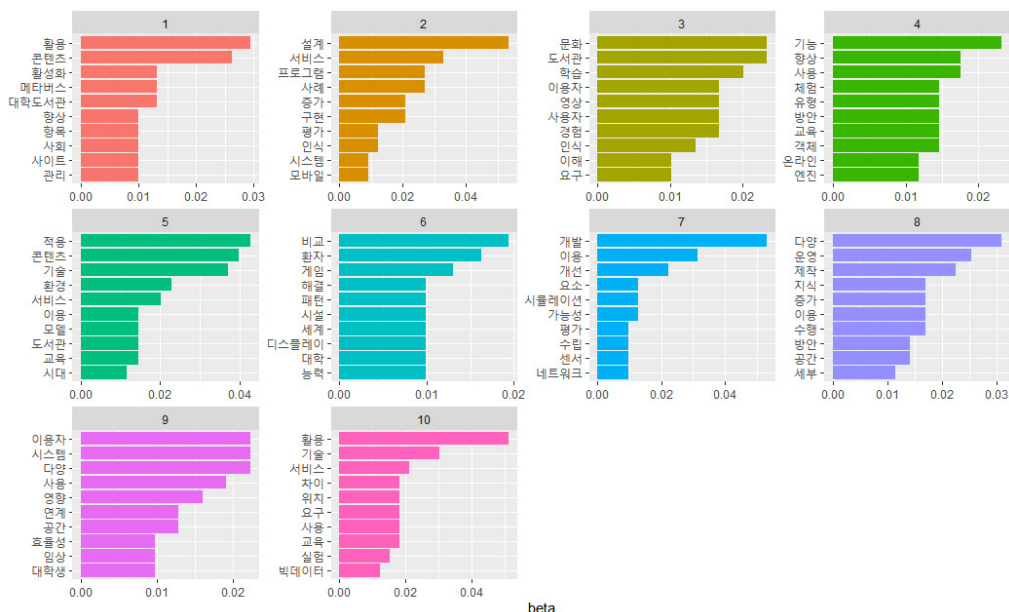 1
활용
콘텐츠
활성화
메타버스
대학도서관
향상
항목
사회
사이트
관리
0.00 0.01 0.02 0.03
2
설계
서비스
프로그램
사례
증가
구현
평가
인식
시스템
모바일
0.00 0.02 0.04
3
문화
도서관
학습
이용자
영상
사용자
경험
인식
이해
요구
0.00 0.01 0.02
4
기능
향상
사용
체험
유형
방안
교육
객체
온라인
엔진
0.00 0.01 0.02
5
적용
콘텐츠
기술
환경
서비스
이용
모델
도서관
교육
시대
0.00 0.02 0.04
6
비교
환자
게임
해결
패턴
시설
세계
디스플레이
대학
능력
0.00 0.01 0.02
7
개발
이용
개선
요소
시뮬레이션
가능성
평가
수립
센서
네트워크
0.00 0.02 0.04
8
다양
운영
제작
지식
증가
이용
수행
방안
공간
세부
0.00 0.01 0.02 0.03
9
이용자
시스템
다양
사용
영향
연계
공간
효율성
임상
대학생
0.00 0.01 0.02
10
활용
기술
서비스
차이
위치
요구
사용
교육
실험
빅데이터
0.00 0.02 0.04
beta